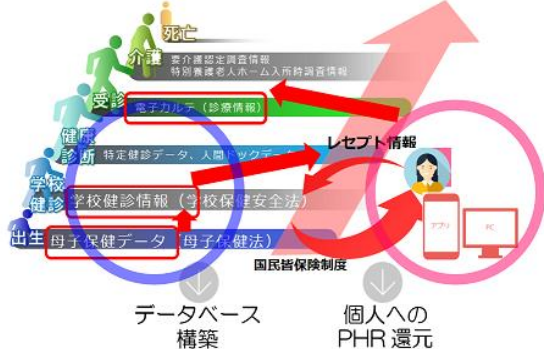 死亡
介護
要介護認定調査情報
特別養護老人ホーム入所時調査情報
受診
電子カルテ（診療情報）
レセプト情報
健康
診断
特定健診データ、人間ドックデータ
学校
健診
学校健診情報（学校保健安全法）
アプリ
PC
出生
母子保健データ（母子保健法）
国民皆保険制度
データベース
構築
個人への
PHR 還元